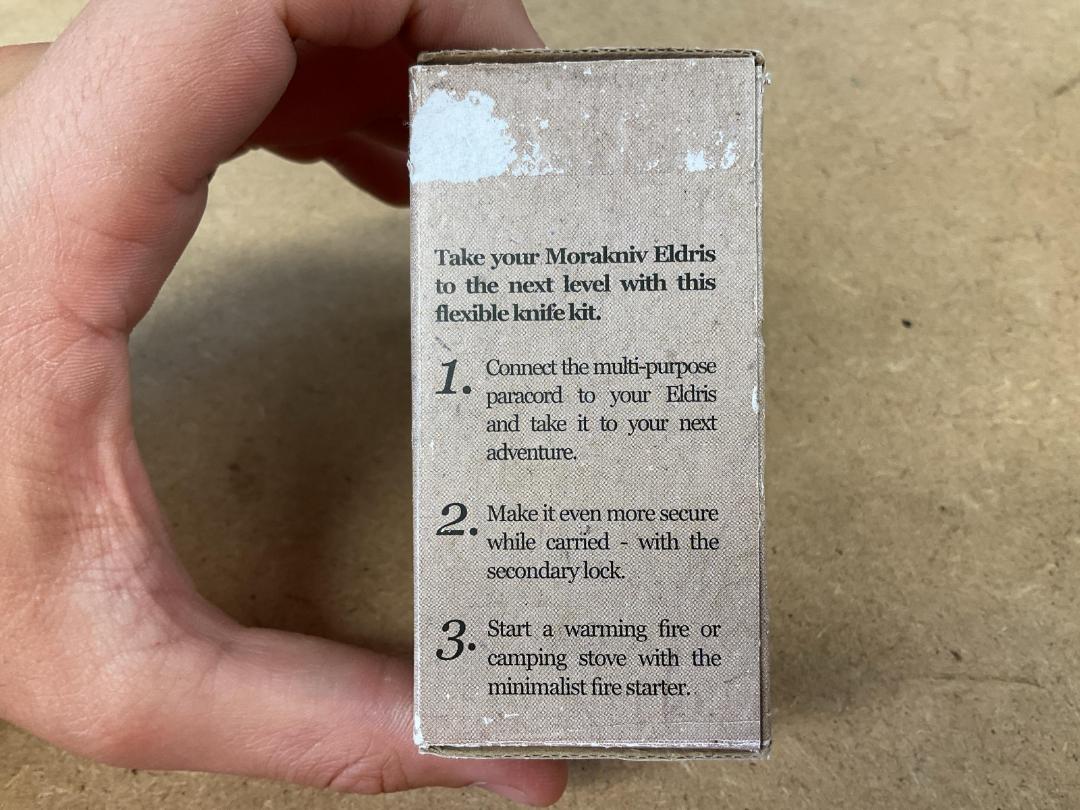 Take your Morakniv Eldris
to the next level with this
flexible knife kit.
1. Connect the multi-purpose
paracord to your Eldris
and take it to your next
adventure.
2. Make it even more secure
while carried - with the
secondary lock.
3. Start a warming fire or
camping stove with the
minimalist fire starter.